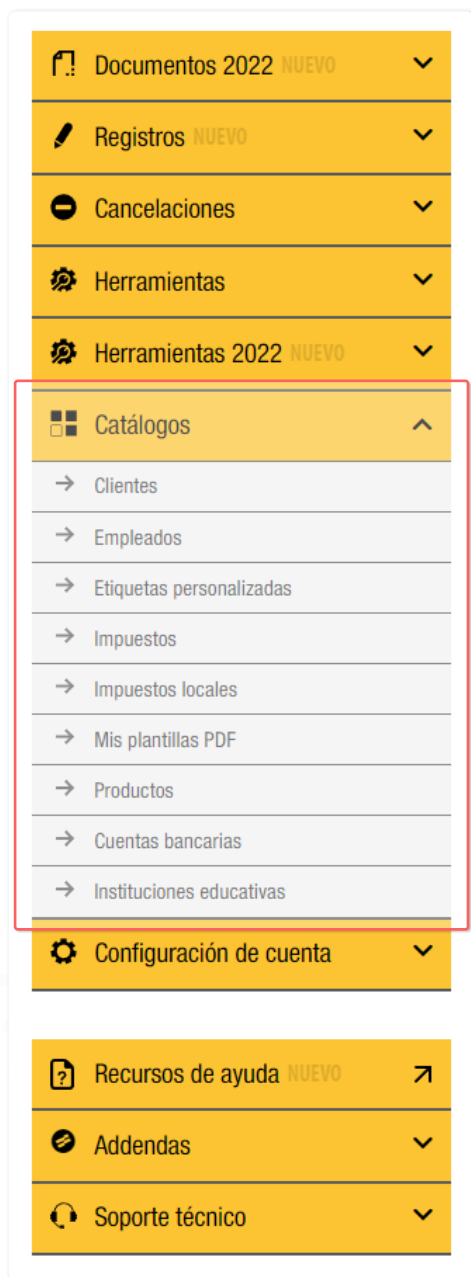 Documentos 2022 NUEVO
Registros NUEVO
Cancelaciones
Herramientas
Herramientas 2022 NUEVO
Catálogos
Clientes
Empleados
Etiquetas personalizadas
Impuestos
Impuestos locales
Mis plantillas PDF
Productos
Cuentas bancarias
Instituciones educativas
Configuración de cuenta
Recursos de ayuda NUEVO
Addendas
Soporte técnico